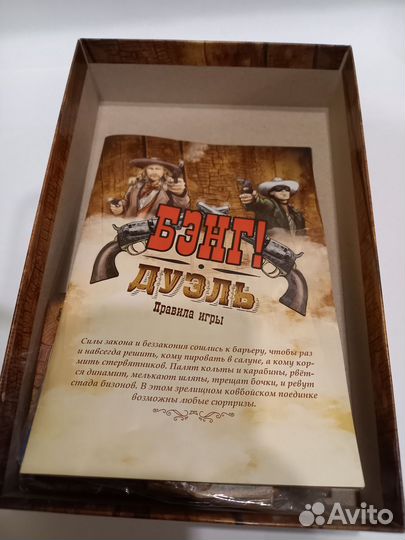 БЭНГ!
ДУЭЛЬ
Правила игры
Силы закона и беззакония сошлись к барьеру, чтобы раз
и навсегда решить, кому пировать в салуне, а кому кор-
мить стервятников. Палят кольты и карабины, рвёт-
ся динамит, мелькают шляпы, трещат бочки, и ревут
стада бизонов. В этом зрелищном ковбойском поединке
возможны любые сюрпризы.
Avito